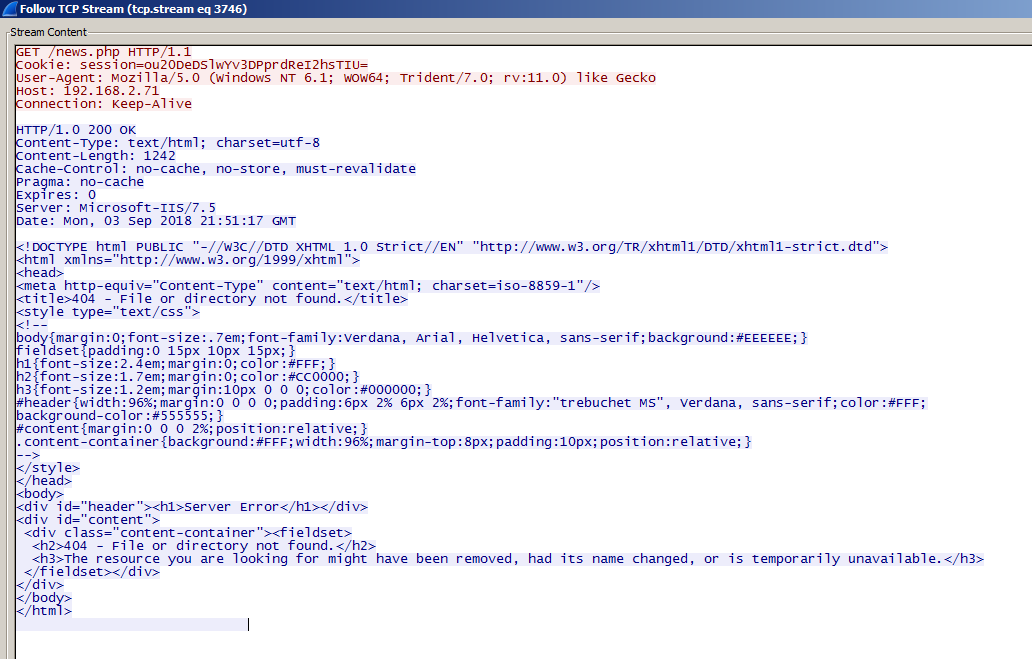 Follow TCP Stream (tcp.stream eq 3746)
Stream Content
GET /news.php HTTP/1.1
Cookie: session=ou2ODeDSlwYv3DPprdReI2hsTIU=
User-Agent: Mozilla/5.0 (Windows NT 6.1; WOW64; Trident/7.0; rv:11.0) like Gecko
Host: 192.168.2.71
Connection: Keep-Alive

HTTP/1.0 200 OK
Content-Type: text/html; charset=utf-8
Content-Length: 1242
Cache-Control: no-cache, no-store, must-revalidate
Pragma: no-cache
Expires: 0
Server: Microsoft-IIS/7.5
Date: Mon, 03 Sep 2018 21:51:17 GMT

<!DOCTYPE html PUBLIC "-//W3C//DTD XHTML 1.0 Strict//EN" "http://www.w3.org/TR/xhtml1/DTD/xhtml1-strict.dtd">
<html xmlns="http://www.w3.org/1999/xhtml">
<head>
<meta http-equiv="Content-Type" content="text/html; charset=iso-8859-1"/>
<title>404 - File or directory not found.</title>
<style type="text/css">
<!--
body{margin:0;font-size:.7em;font-family:Verdana, Arial, Helvetica, sans-serif;background:#EEEEEE;}
fieldset{padding:0 15px 10px 15px;}
h1{font-size:2.4em;margin:0;color:#FFF;}
h2{font-size:1.7em;margin:0;color:#CC0000;}
h3{font-size:1.2em;margin:10px 0 0 0;color:#000000;}
#header{width:96%;margin:0 0 0 0;padding:6px 2% 6px 2%;font-family:"trebuchet MS", Verdana, sans-serif;color:#FFF;
background-color:#555555;}
#content{margin:0 0 0 2%;position:relative;}
.content-container{background:#FFF;width:96%;margin-top:8px;padding:10px;position:relative;}
-->
</style>
</head>
<body>
<div id="header"><h1>Server Error</h1></div>
<div id="content">
 <div class="content-container"><fieldset>
  <h2>404 - File or directory not found.</h2>
  <h3>The resource you are looking for might have been removed, had its name changed, or is temporarily unavailable.</h3>
 </fieldset></div>
</div>
</body>
</html>